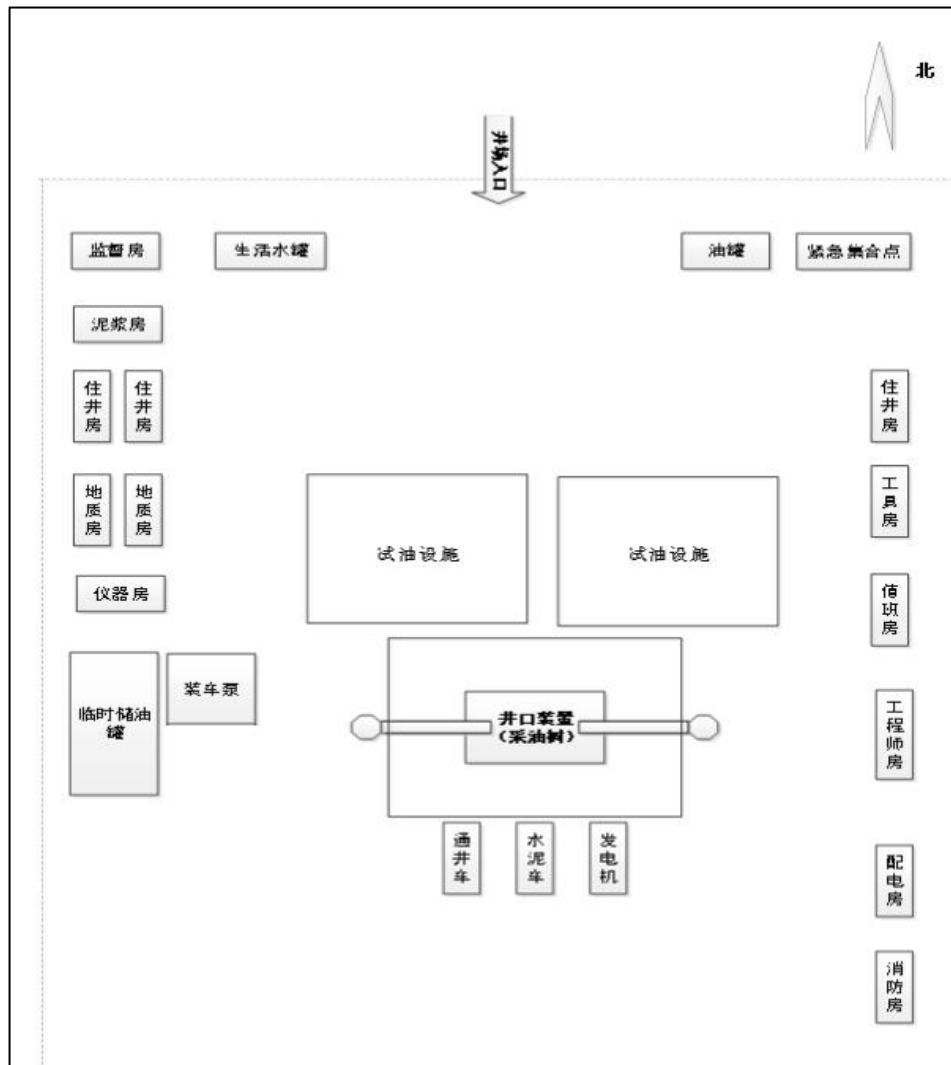 北
井场入口
监督房
生活水罐
油罐
紧急集合点
泥浆房
住井房
住井房
住井房
地质房
地质房
工具房
试油设施
试油设施
仪器房
值班房
临时储油
罐
装车泵
井口装置
（采油树）
工程师房
通井车
水泥车
发电机
配电房
消防房